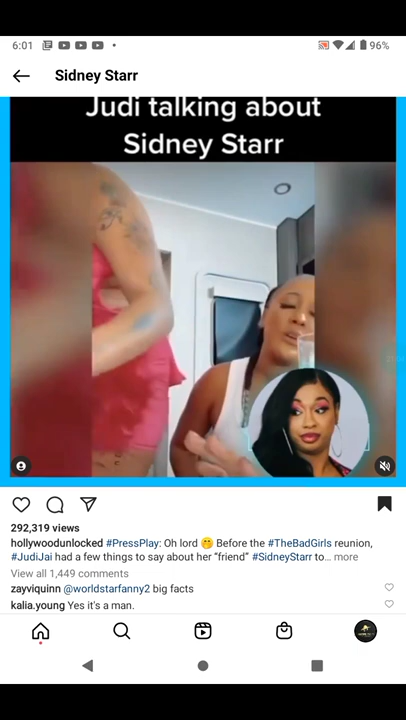 6:01
96%
Sidney Starr
Judi talking about
Sidney Starr
292,319 views
hollywoodunlocked #PressPlay: Oh lord 🤭 Before the #TheBadGirls reunion,
#JudiJai had a few things to say about her “friend” #SidneyStarr to... more
View all 1,449 comments
zayviquinn @worldstarfanny2 big facts
kalia.young Yes it's a man.